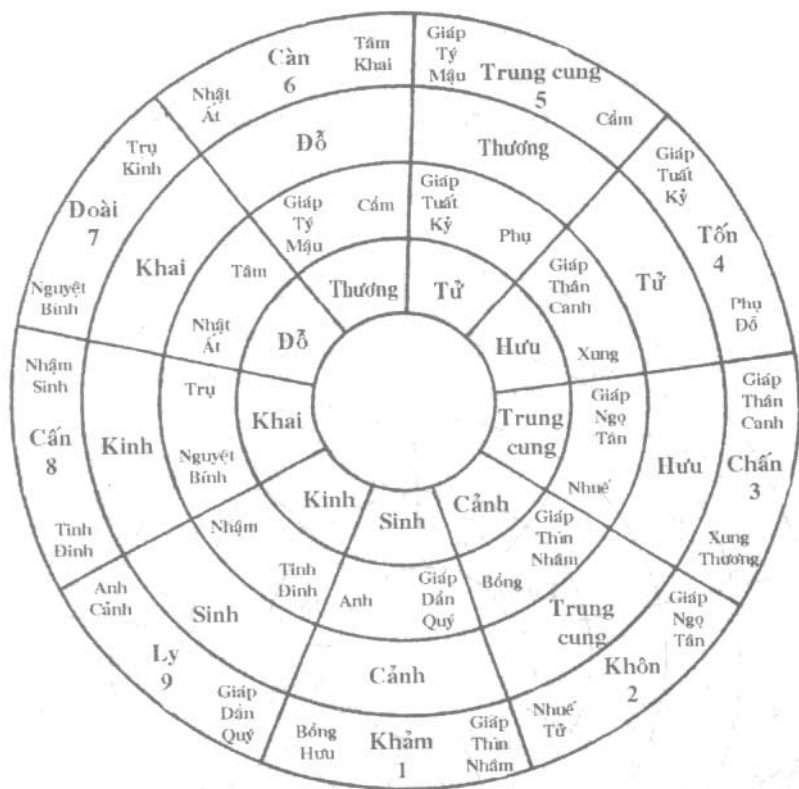 Càn
6
Tâm
Khai
Nhật
Ất
Giáp
Tý
Mậu
Trung cung
5
Cầm
Giáp
Tuất
Kỷ
Tốn
4
Phụ
Đỗ
Giáp
Thân
Canh
Chấn
3
Xung
Thương
Giáp
Ngọ
Tân
Khôn
2
Nhuế
Tử
Giáp
Thìn
Nhâm
Khảm
1
Bồng
Hưu
Giáp
Dần
Quý
Ly
9
Anh
Cảnh
Tinh
Đinh
Cấn
8
Nhậm
Sinh
Nguyệt
Bính
Đoài
7
Trụ
Kinh
Đỗ
Thương
Tử
Hưu
Trung
cung
Cảnh
Sinh
Kinh
Khai
Giáp
Tý
Mậu
Cầm
Giáp
Tuất
Kỷ
Phụ
Giáp
Thân
Canh
Xung
Giáp
Ngọ
Tân
Nhuế
Giáp
Thìn
Nhâm
Bồng
Giáp
Dần
Quý
Anh
Tinh
Đinh
Nhậm
Nguyệt
Bính
Trụ
Nhật
Ất
Tâm
Thương
Tử
Hưu
Trung
cung
Cảnh
Sinh
Kinh
Khai
Đỗ